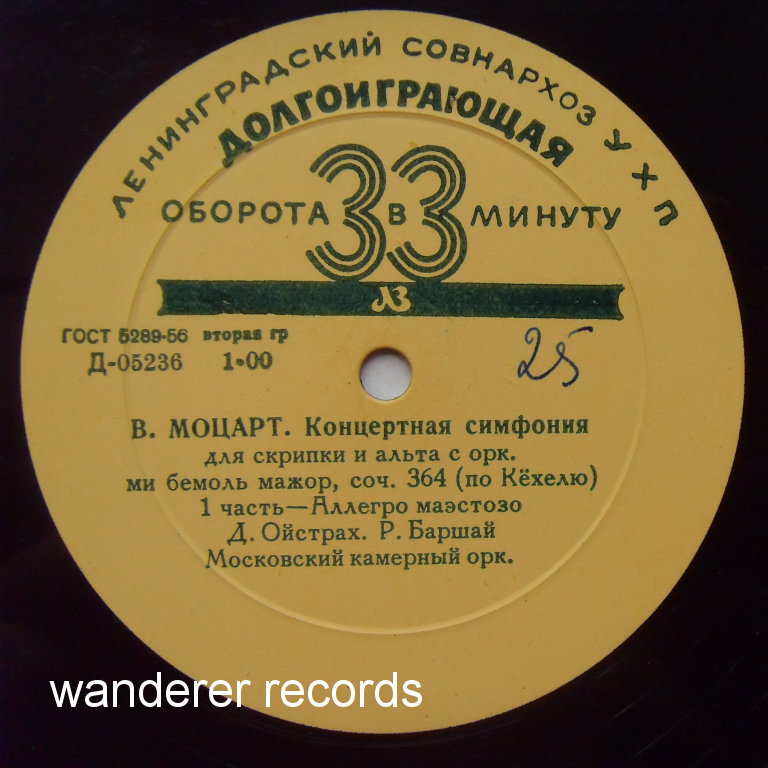 ЛЕНИНГРАДСКИЙ СОВНАРХОЗ УХП
ДОЛГОИГРАЮЩАЯ
ОБОРОТА 33 В МИНУТУ
ЛЗ
ГОСТ 5289-56 вторая гр
Д-05236 1•00
25
В. МОЦАРТ. Концертная симфония
для скрипки и альта с орк.
ми бемоль мажор, соч. 364 (по Кёхелю)
1 часть—Аллегро маэстозо
Д. Ойстрах. Р. Баршай
Московский камерный орк.
wanderer records